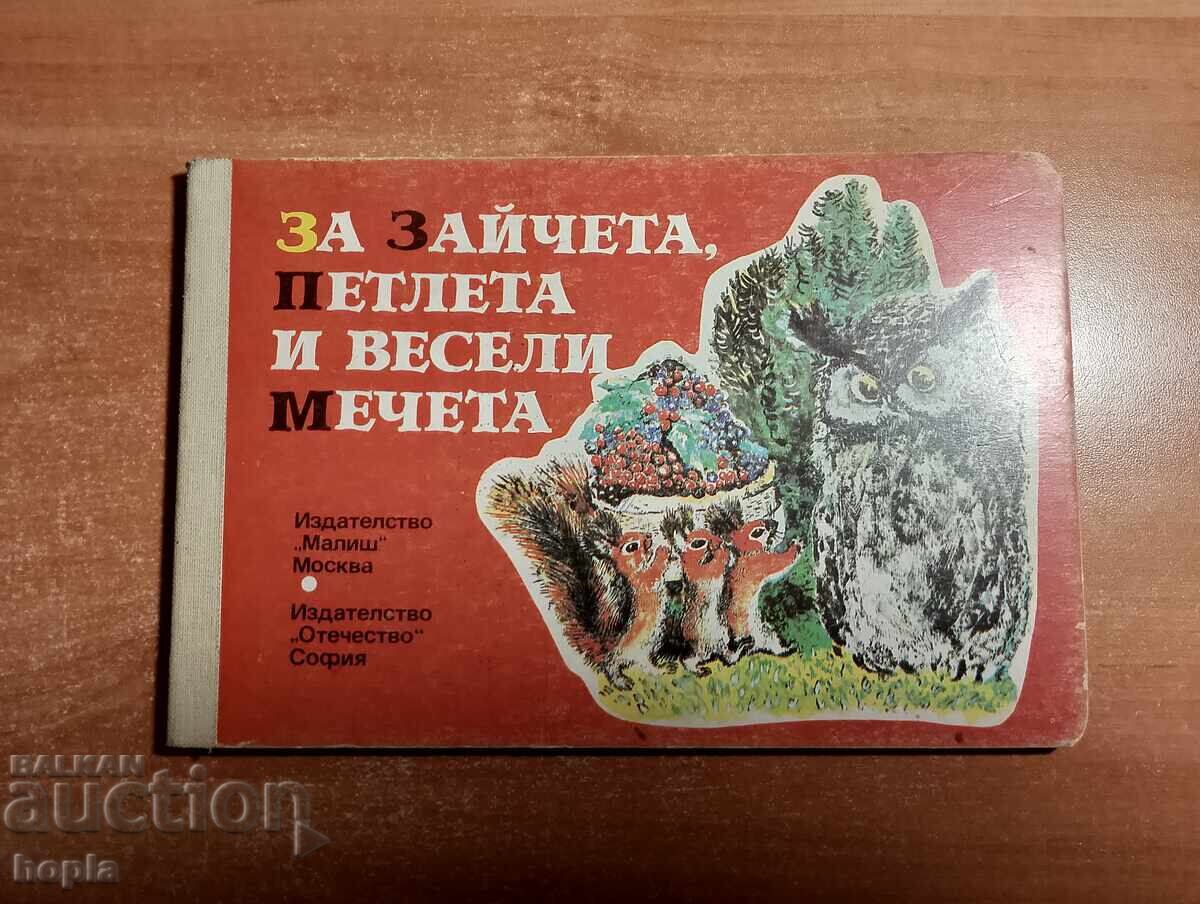 За Зайчета,
Петлета
и весели
Мечета
Издателство
„Малиш"
Москва
Издателство
„Отечество"
София
BALKAN
auction
hopla